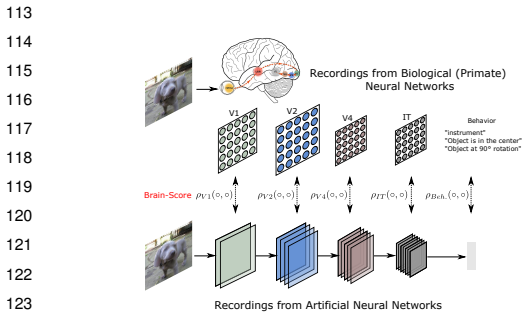 113
114
115
116
117
118
119
120
121
122
123
Recordings from Biological (Primate)
Neural Networks
V1
V2
V4
IT
Behavior
"instrument"
"Object is in the center"
"Object at 90° rotation"
Brain-Score ρV1(○,○) ρV2(○,○) ρV4(○,○) ρIT(○,○) ρBeh.(○,○)
Recordings from Artificial Neural Networks